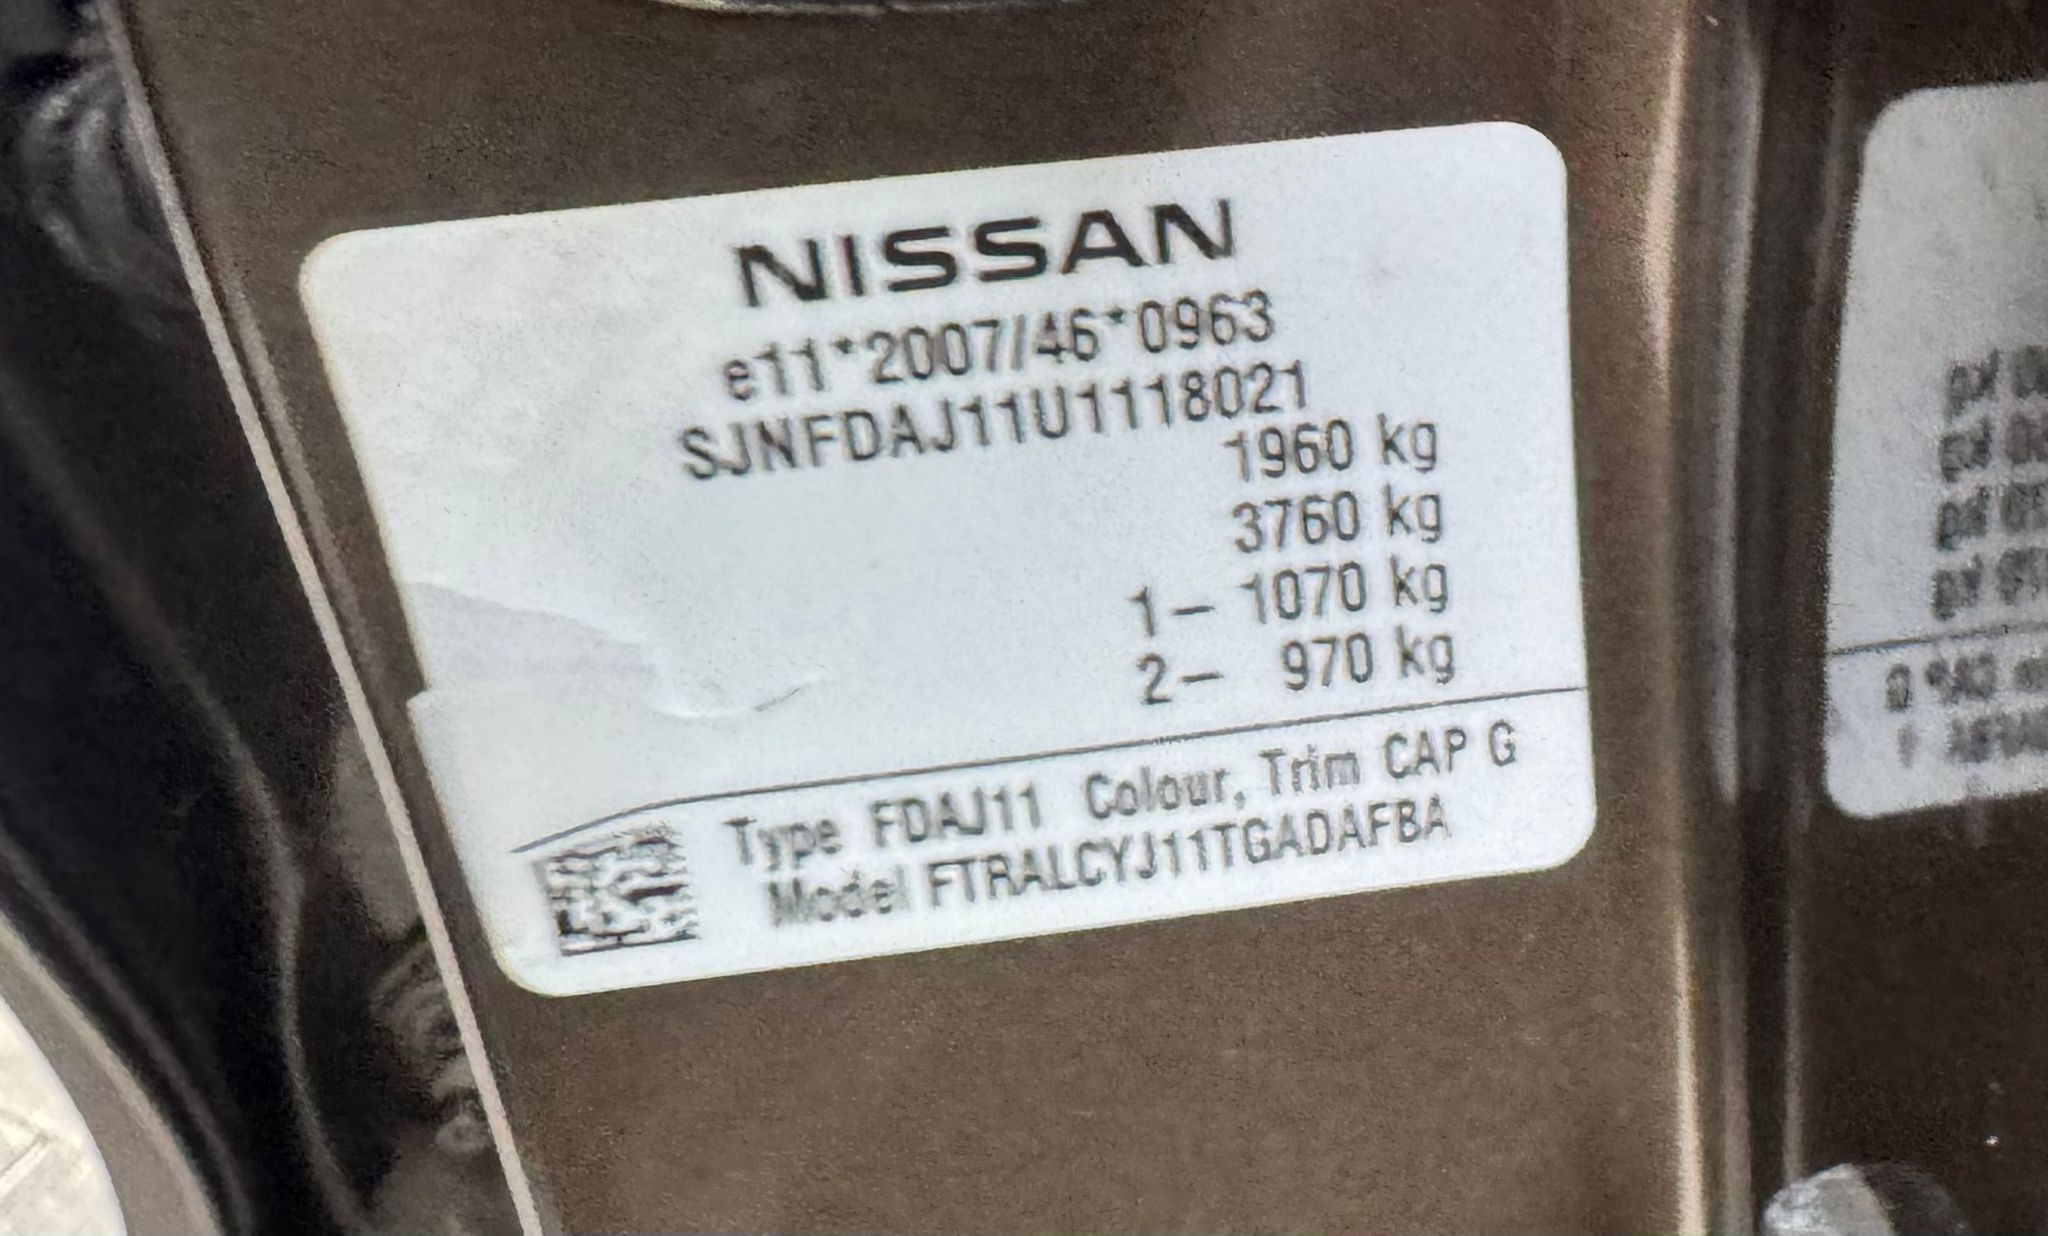 NISSAN
e11*2007/46*0963
SJNFDAJ11U1118021
1960 kg
3760 kg
1- 1070 kg
2- 970 kg
Type FDAJ11 Colour, Trim CAP G
Model FTRALCYJ11TGADAFBA